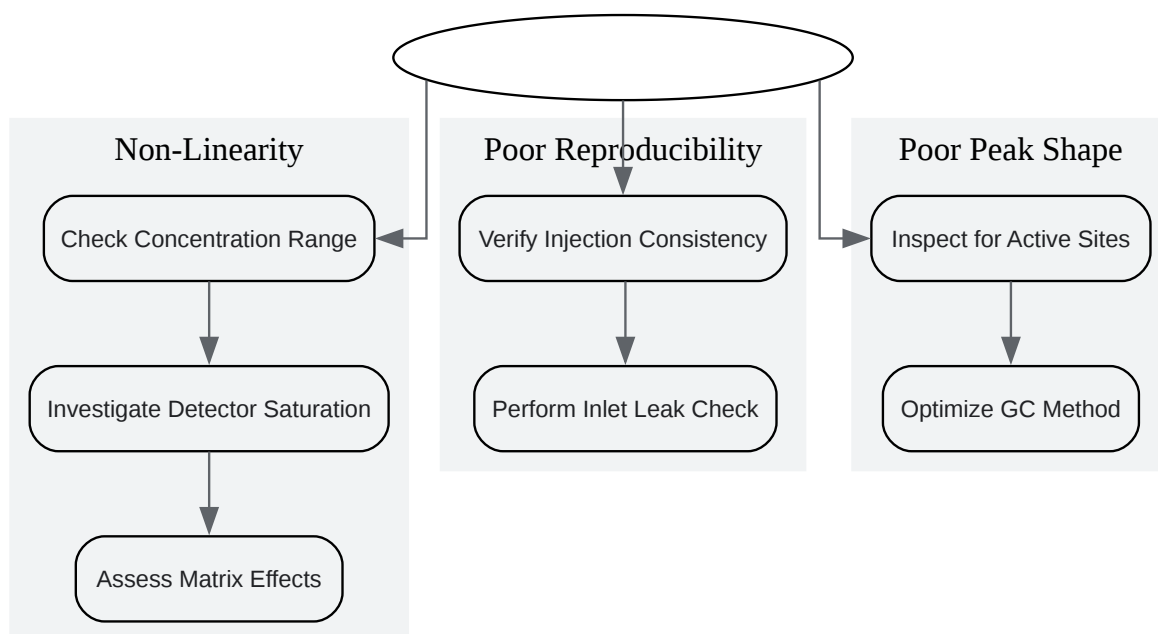 Non-Linearity
Check Concentration Range
Investigate Detector Saturation
Assess Matrix Effects
Poor Reproducibility
Verify Injection Consistency
Perform Inlet Leak Check
Poor Peak Shape
Inspect for Active Sites
Optimize GC Method